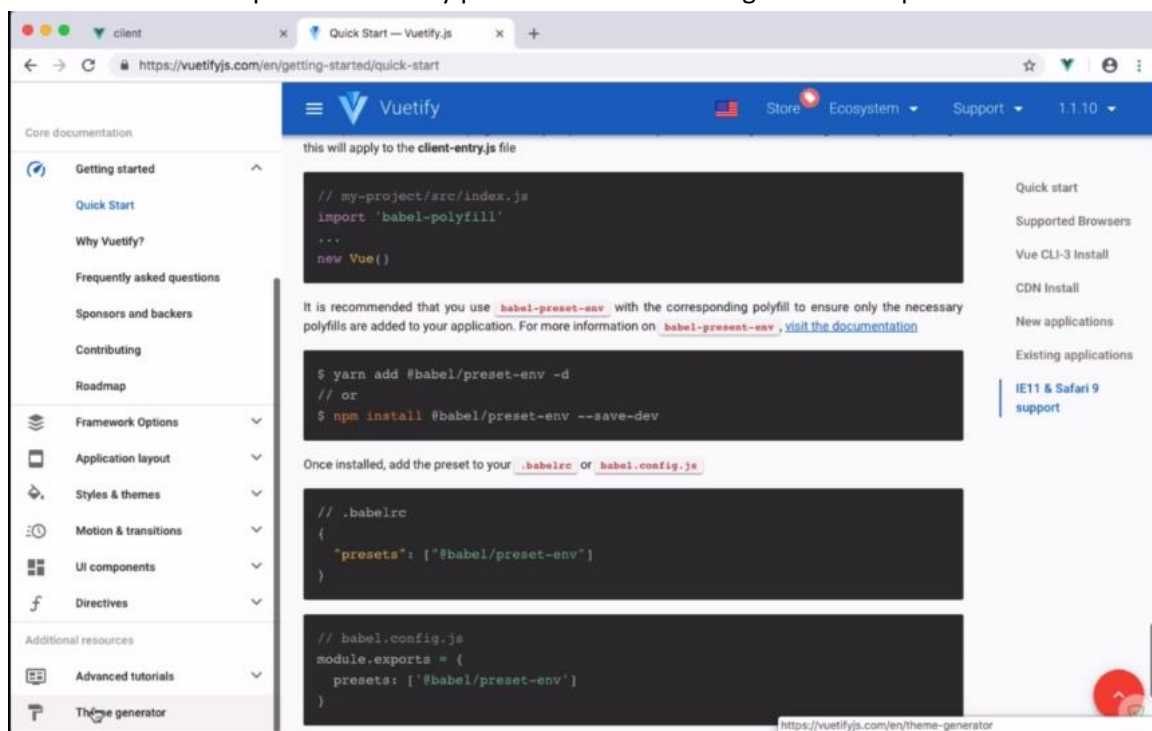 client
Quick Start — Vuetify.js
https://vuetifyjs.com/en/getting-started/quick-start
Vuetify
Store
Ecosystem
Support
1.1.10
Core documentation
Getting started
Quick Start
Why Vuetify?
Frequently asked questions
Sponsors and backers
Contributing
Roadmap
Framework Options
Application layout
Styles & themes
Motion & transitions
UI components
Directives
Additional resources
Advanced tutorials
Theme generator
this will apply to the client-entry.js file
// my-project/src/index.js
import 'babel-polyfill'
...
new Vue()
It is recommended that you use babel-preset-env with the corresponding polyfill to ensure only the necessary
polyfills are added to your application. For more information on babel-present-env , visit the documentation
$ yarn add @babel/preset-env -d
// or
$ npm install @babel/preset-env --save-dev
Once installed, add the preset to your .babelrc or babel.config.js
// .babelrc
{
"presets": ["@babel/preset-env"]
}
// babel.config.js
module.exports = {
presets: ['@babel/preset-env']
}
Quick start
Supported Browsers
Vue CLI-3 Install
CDN Install
New applications
Existing applications
IE11 & Safari 9
support
https://vuetifyjs.com/en/theme-generator